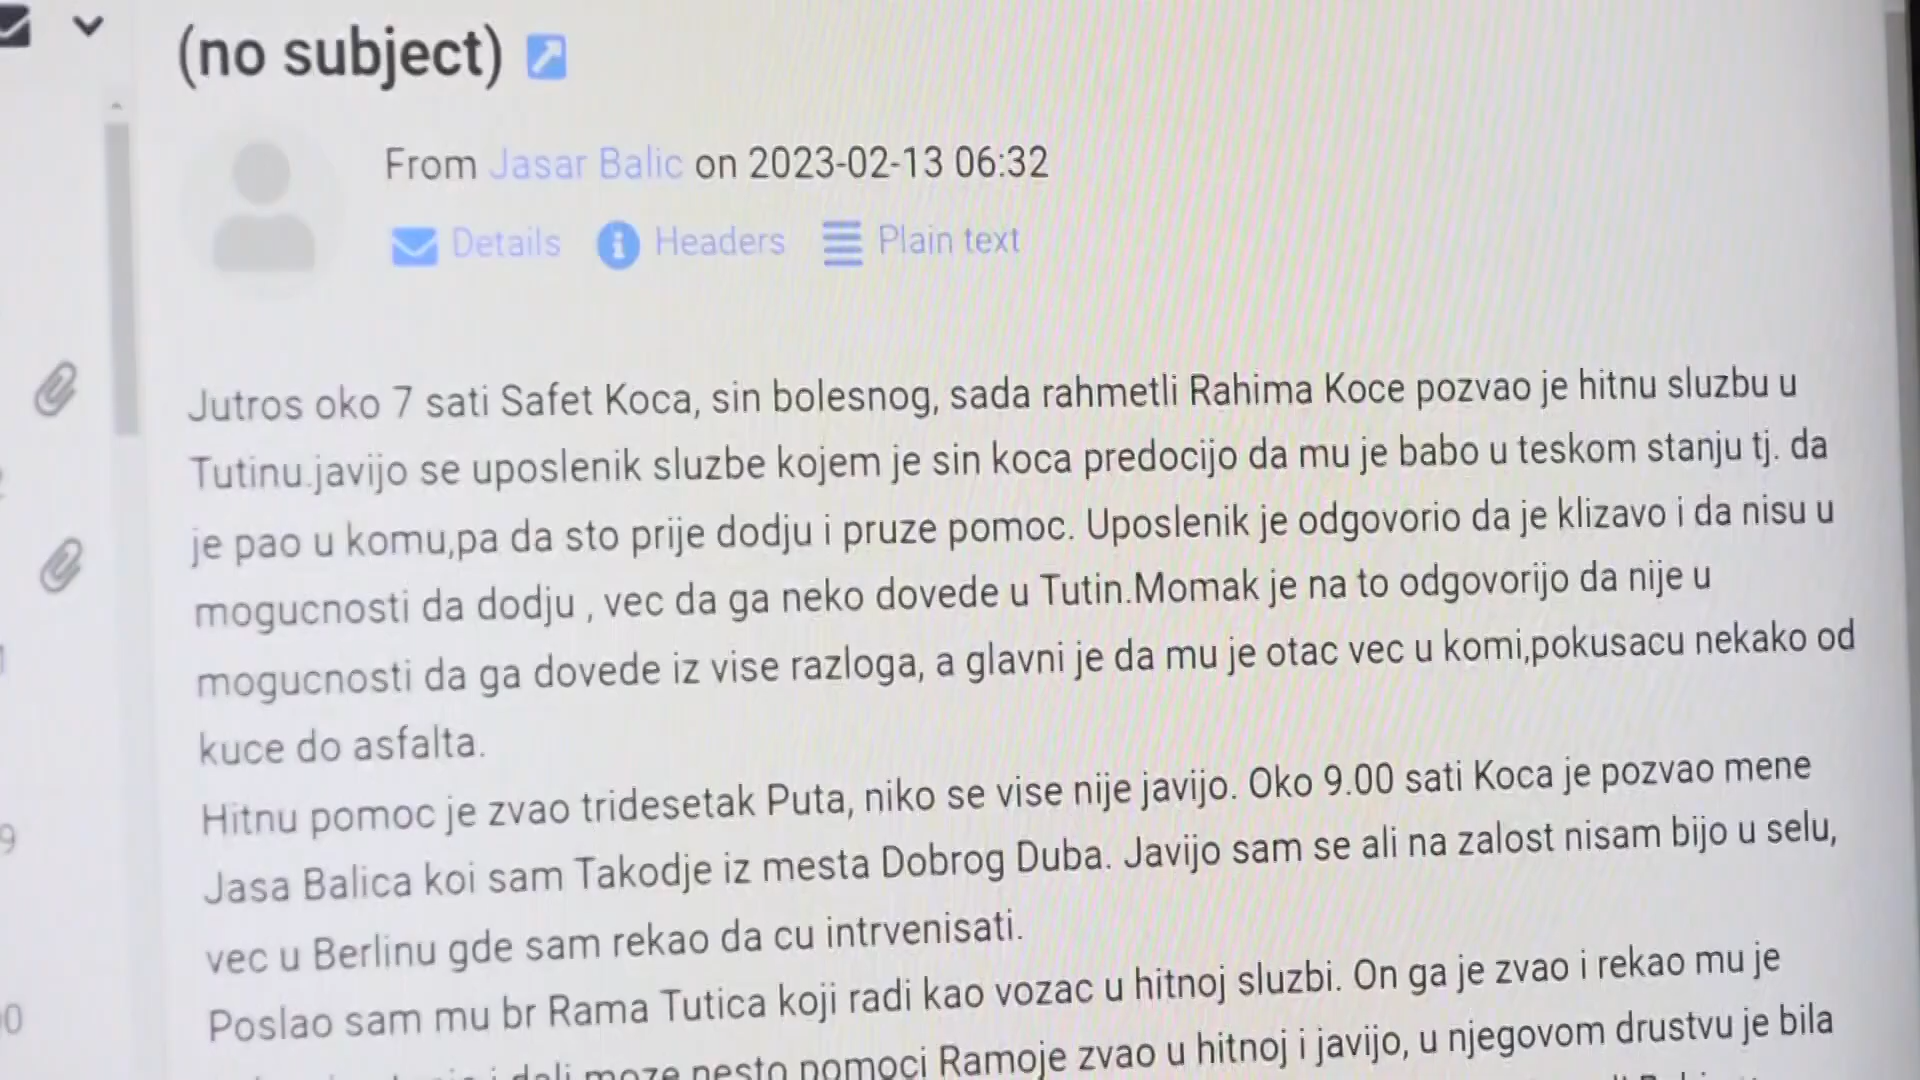 (no subject)
From Jasar Balic on 2023-02-13 06:32
Details Headers Plain text
Jutros oko 7 sati Safet Koca, sin bolesnog, sada rahmetli Rahima Koce pozvao je hitnu sluzbu u
Tutinu.javijo se uposlenik sluzbe kojem je sin koca predocijo da mu je babo u teskom stanju tj. da
je pao u komu,pa da sto prije dodju i pruze pomoc. Uposlenik je odgovorio da je klizavo i da nisu u
mogucnosti da dodju , vec da ga neko dovede u Tutin.Momak je na to odgovorijo da nije u
mogucnosti da ga dovede iz vise razloga, a glavni je da mu je otac vec u komi,pokusacu nekako od
kuce do asfalta.
Hitnu pomoc je zvao tridesetak Puta, niko se vise nije javijo. Oko 9.00 sati Koca je pozvao mene
Jasa Balica koi sam Takodje iz mesta Dobrog Duba. Javijo sam se ali na zalost nisam bijo u selu,
vec u Berlinu gde sam rekao da cu intrvenisati.
Poslao sam mu br Rama Tutica koji radi kao vozac u hitnoj sluzbi. On ga je zvao i rekao mu je
i dali moze nesto pomoci Ramoje zvao u hitnoj i javijo, u njegovom drustvu je bila
9
0